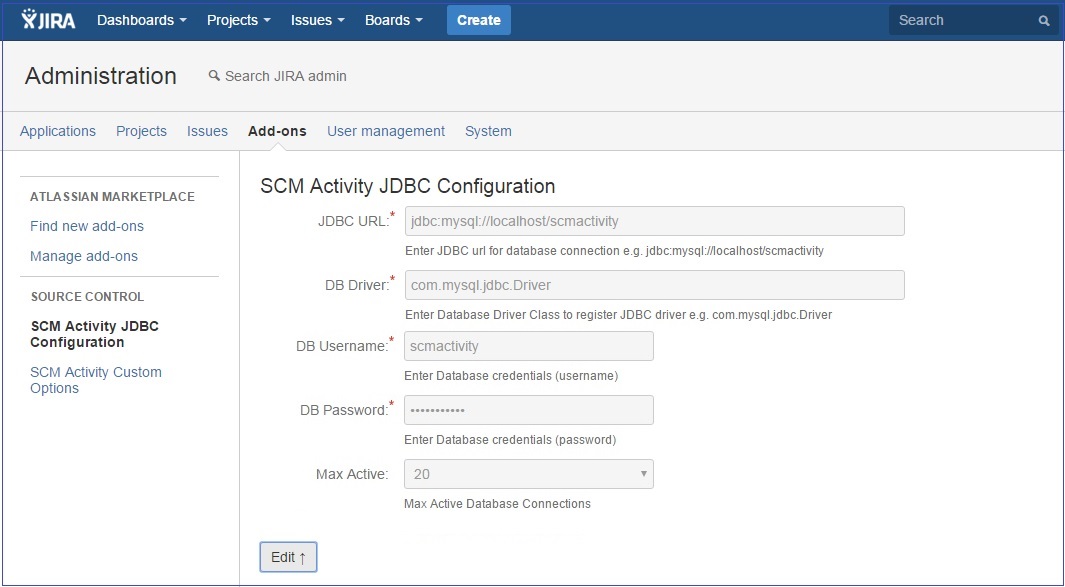 JIRA Dashboards Projects Issues Boards Create Search
Administration Search JIRA admin
Applications Projects Issues Add-ons User management System
ATLASSIAN MARKETPLACE
Find new add-ons
Manage add-ons
SOURCE CONTROL
SCM Activity JDBC
Configuration
SCM Activity Custom
Options
SCM Activity JDBC Configuration
JDBC URL:* jdbc:mysql://localhost/scmactivity
Enter JDBC url for database connection e.g. jdbc:mysql://localhost/scmactivity
DB Driver:* com.mysql.jdbc.Driver
Enter Database Driver Class to register JDBC driver e.g. com.mysql.jdbc.Driver
DB Username:* scmactivity
Enter Database credentials (username)
DB Password:* •••••••••••
Enter Database credentials (password)
Max Active: 20
Max Active Database Connections
Edit ↑